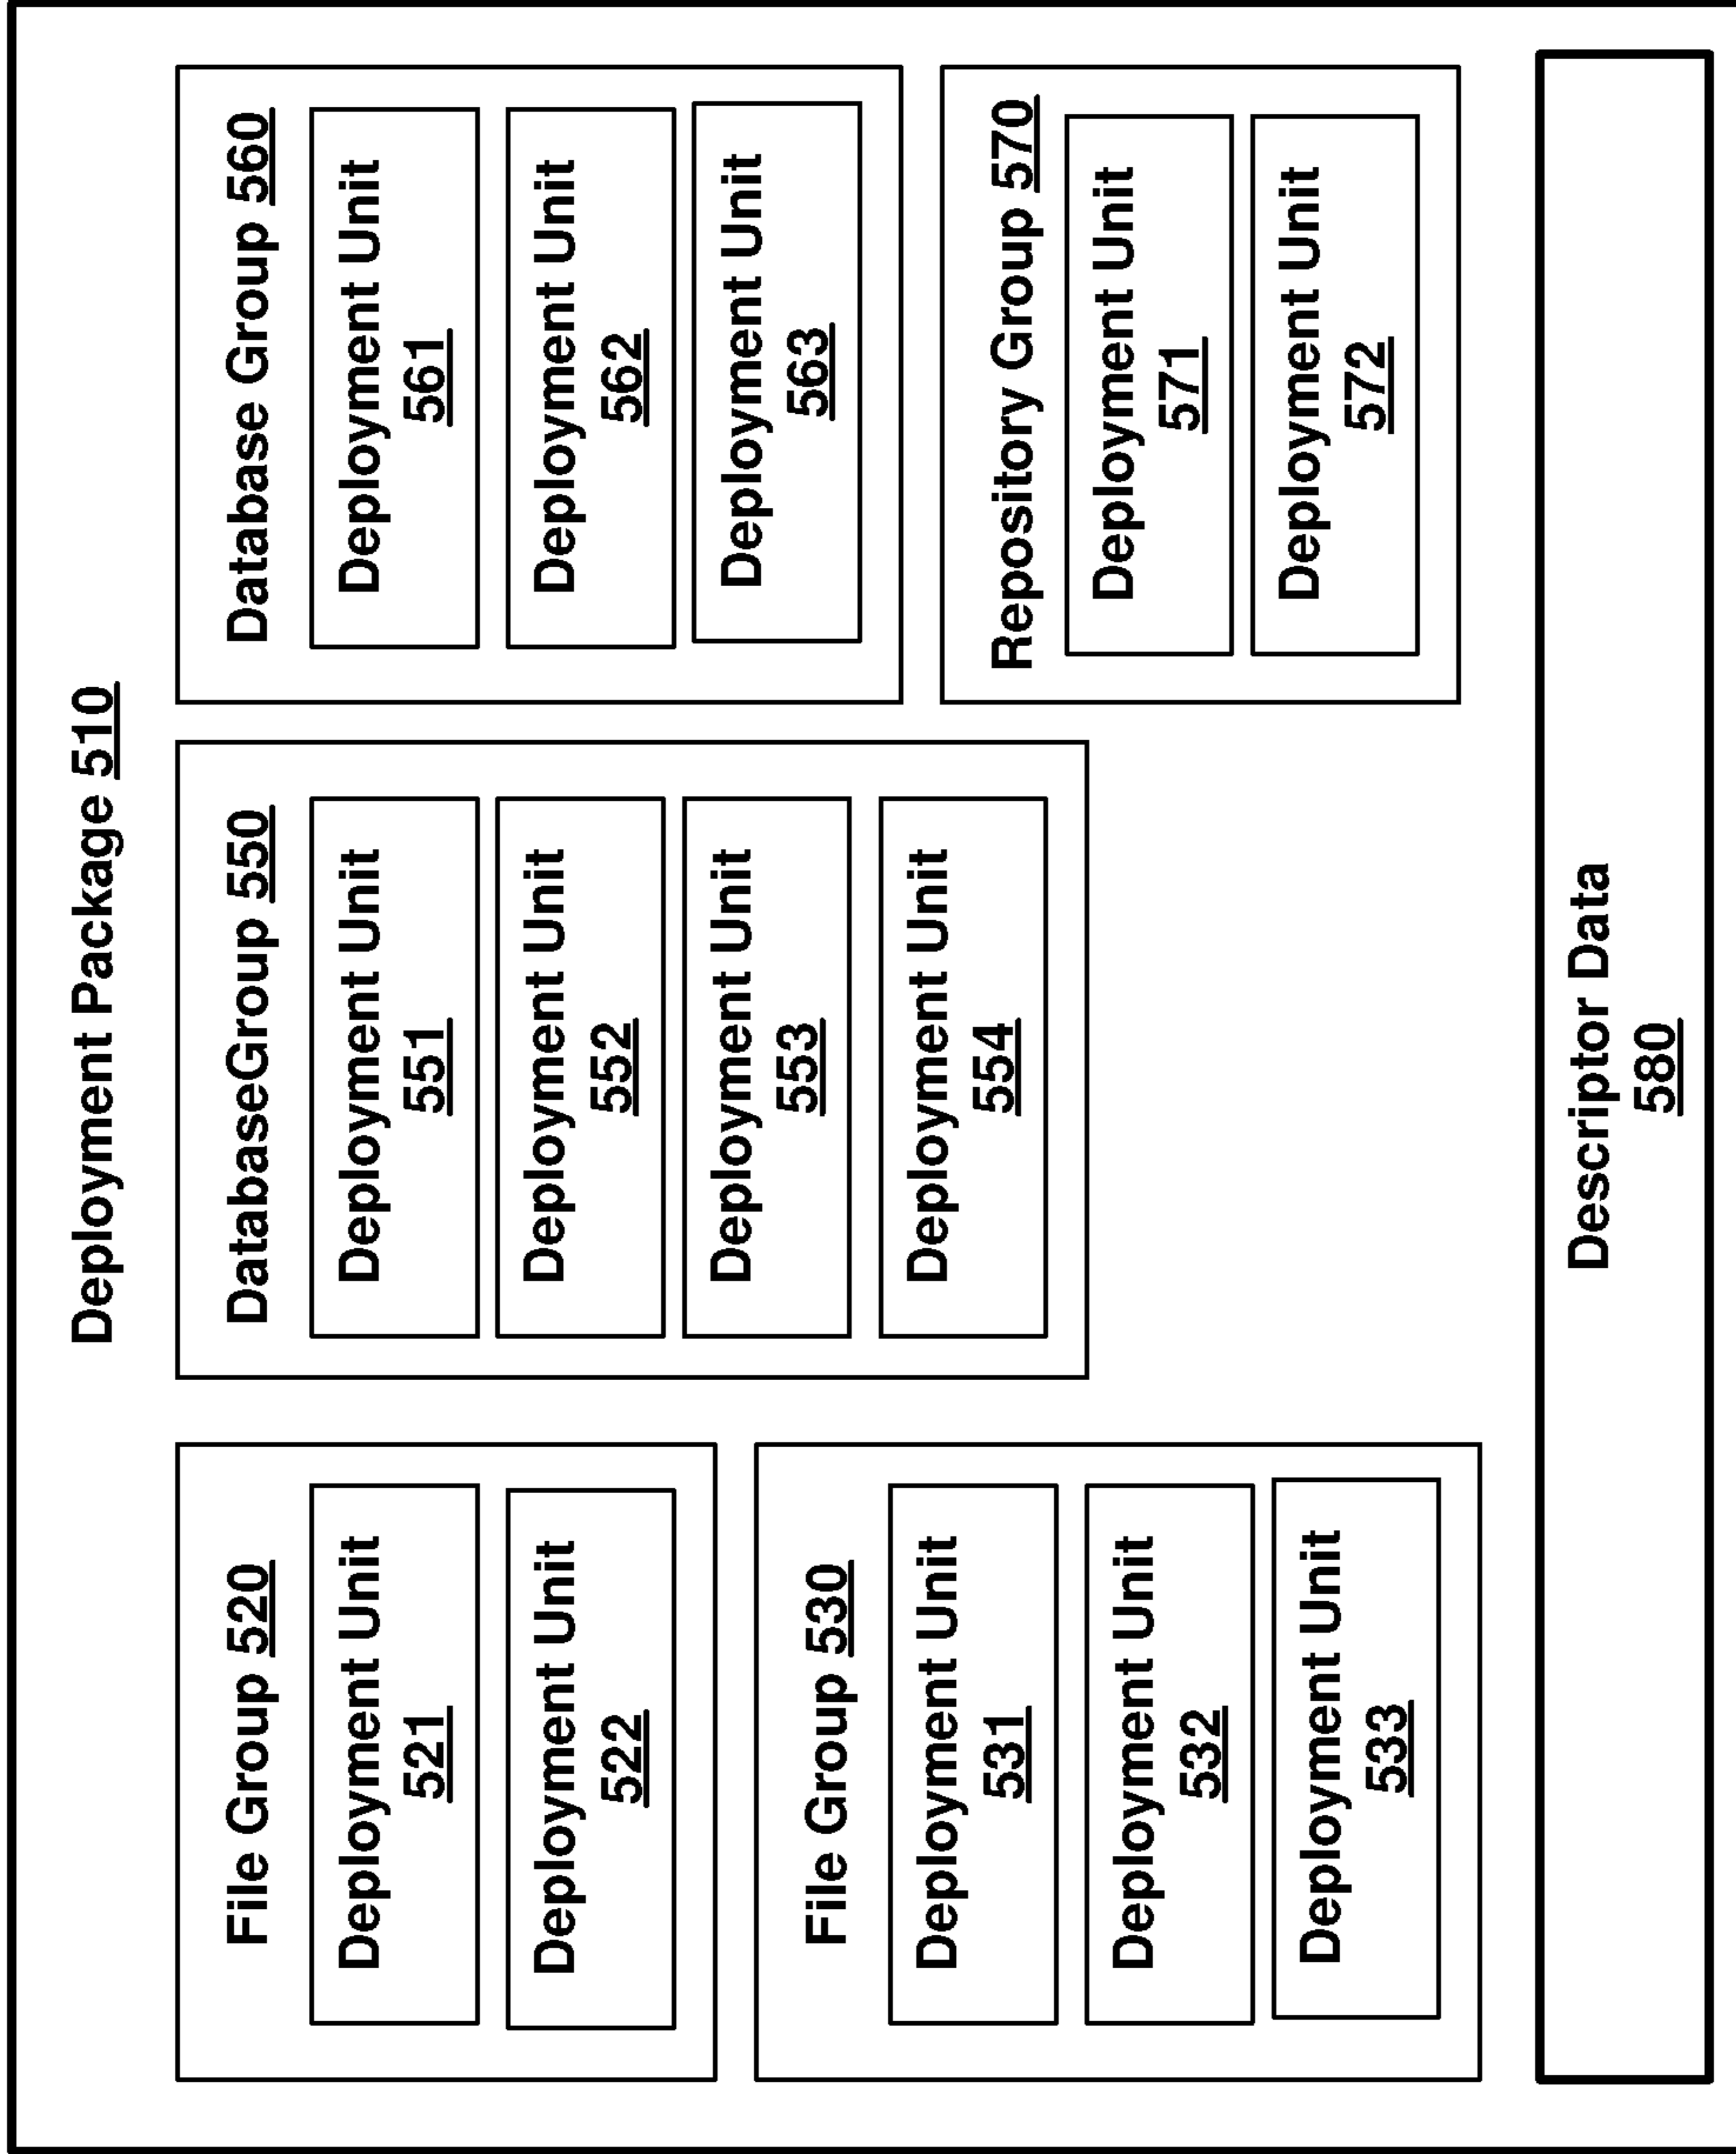 Deployment Package 510
File Group 520
Deployment Unit
521
Deployment Unit
522
File Group 530
Deployment Unit
531
Deployment Unit
532
Deployment Unit
533
DatabaseGroup 550
Deployment Unit
551
Deployment Unit
552
Deployment Unit
553
Deployment Unit
554
Database Group 560
Deployment Unit
561
Deployment Unit
562
Deployment Unit
563
Repository Group 570
Deployment Unit
571
Deployment Unit
572
Descriptor Data
580